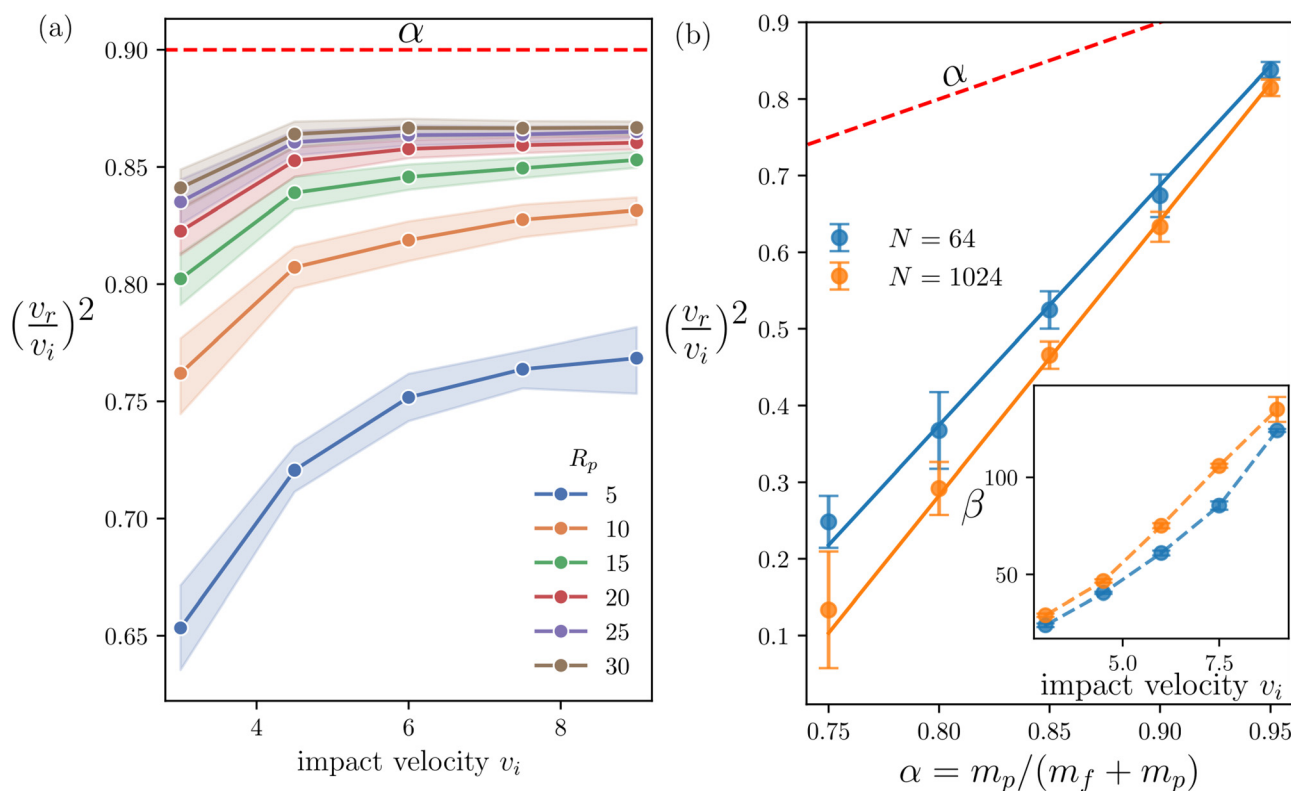 (a)
α
0.90
0.85
0.80
0.75
0.70
0.65
(v_r/v_i)^2
R_p
5
10
15
20
25
30
4
6
8
impact velocity v_i
(b)
0.9
0.8
0.7
0.6
0.5
0.4
0.3
0.2
0.1
(v_r/v_i)^2
α
N = 64
N = 1024
β
100
50
5.0
7.5
impact velocity v_i
0.75
0.80
0.85
0.90
0.95
α = m_p/(m_f + m_p)